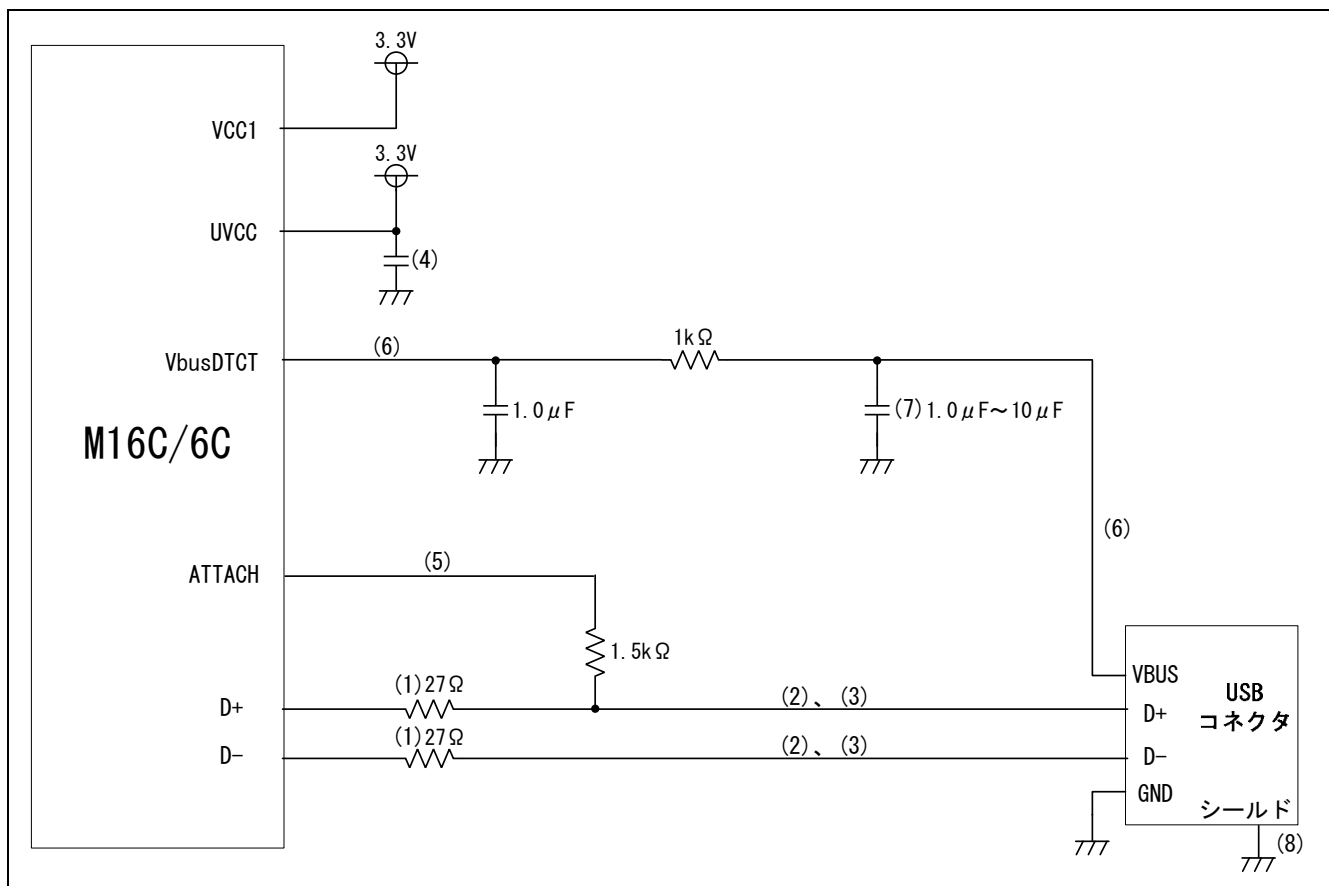 3.3V
VCC1
3.3V
UVCC
(4)
VbusDTCT
(6)
1kΩ
1.0μF
(7)1.0μF～10μF
M16C/6C
(6)
ATTACH
(5)
1.5kΩ
(1)27Ω
D+
(2)、(3)
(1)27Ω
D−
(2)、(3)
VBUS
USB
コネクタ
D+
D−
GND
シールド
(8)